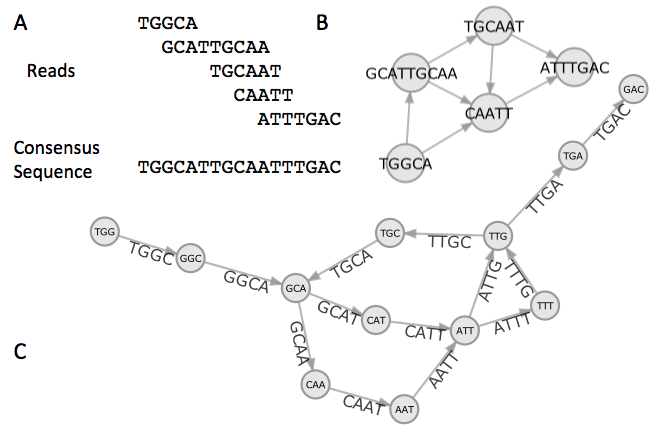 A
TGGCA
GCATTGCAA
Reads
TGCAAT
CAATT
ATTTGAC
Consensus
Sequence
TGGCATTGCAATTTGAC
B
TGCAAT
GCATTGCAA
ATTTGAC
CAATT
TGGCA
C
GAC
TGAC
TGA
TTGA
TGG
TGGC
GGC
GGCA
GCA
TGCA
TGC
TTGC
TTG
GCAT
CAT
CATT
ATT
ATTG
TTTG
TTT
ATTT
GCAA
CAA
CAAT
AAT
AATT